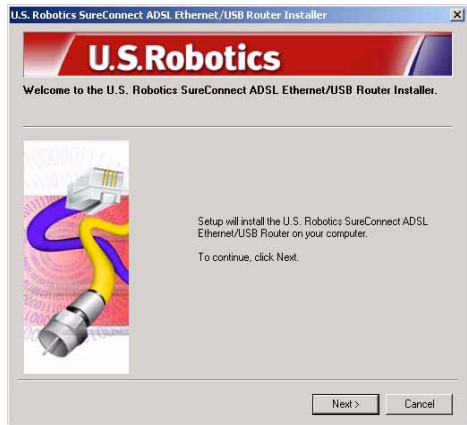 U.S. Robotics SureConnect ADSL Ethernet/USB Router Installer
U.S.Robotics
Welcome to the U.S. Robotics SureConnect ADSL Ethernet/USB Router Installer.
Setup will install the U.S. Robotics SureConnect ADSL
Ethernet/USB Router on your computer.
To continue, click Next.
Next >
Cancel